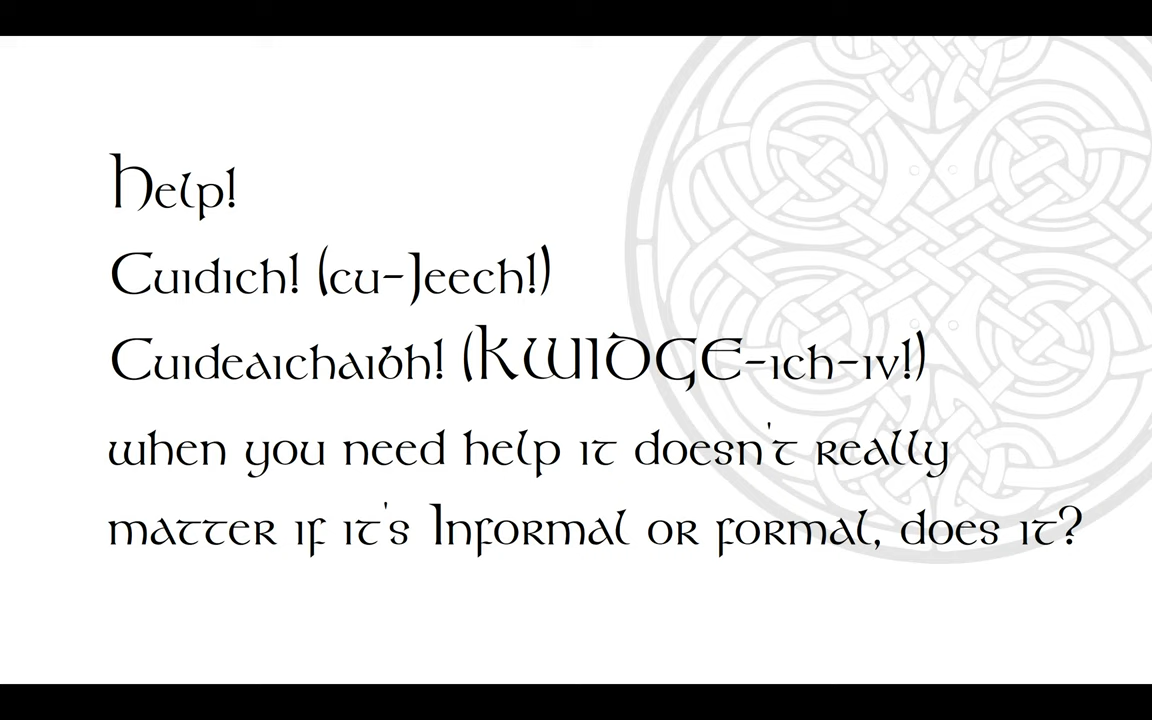 Help!
Cuidich! (cu-Jeech!)
Cuideaichaibh! (KWIDGE-ich-iv!)
when you need help it doesn't really
matter if it's Informal or formal, does it?